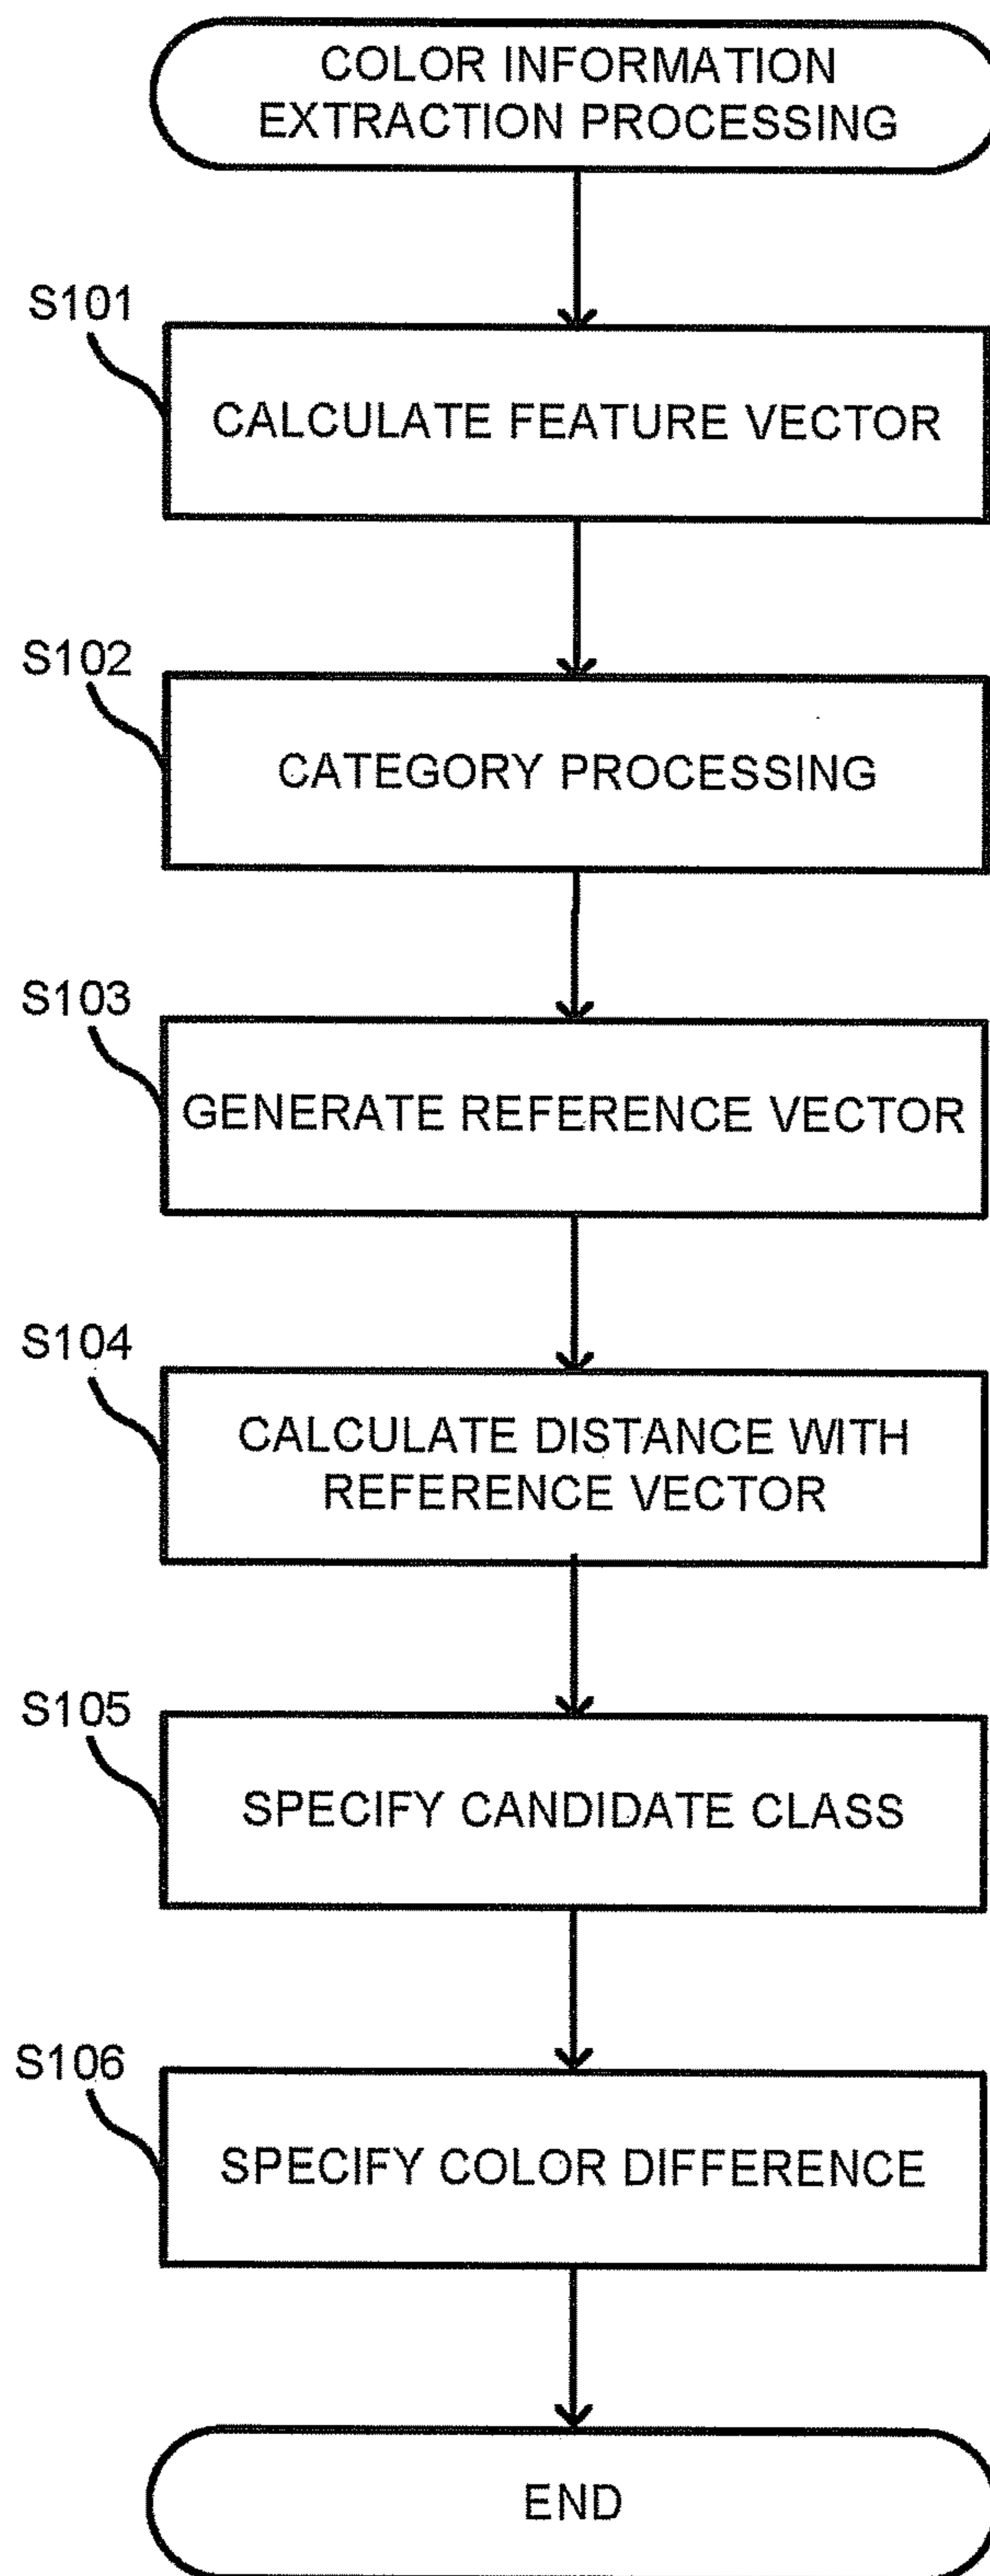 COLOR INFORMATION
EXTRACTION PROCESSING
S101
CALCULATE FEATURE VECTOR
S102
CATEGORY PROCESSING
S103
GENERATE REFERENCE VECTOR
S104
CALCULATE DISTANCE WITH
REFERENCE VECTOR
S105
SPECIFY CANDIDATE CLASS
S106
SPECIFY COLOR DIFFERENCE
END